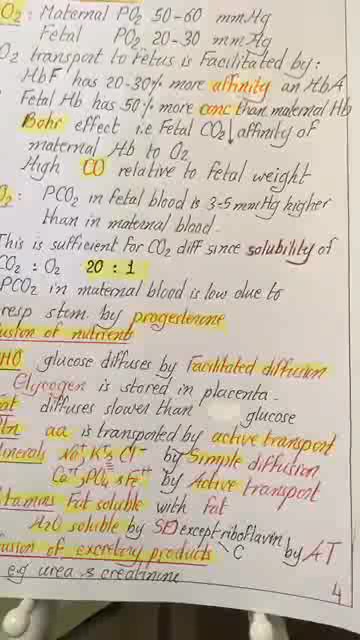 O2: Maternal PO2 50-60 mmHg
Fetal PO2 20-30 mmHg
O2 transport to fetus is Facilitated by:
HbF has 20-30% more affinity an HbA
Fetal Hb has 50% more conc than maternal Hb
Bohr effect i.e Fetal CO2↓ affinity of
maternal Hb to O2
High CO relative to fetal weight
O2: PCO2 in fetal blood is 3-5 mmHg higher
than in maternal blood.
This is sufficient for CO2 diff since solubility of
CO2 : O2 20 : 1
PCO2 in maternal blood is low due to
resp stem by progesterone
fusion of nutrients
HO glucose diffuses by Facilitated diffusion
Glycogen is stored in placenta.
Fat diffuses slower than glucose
Ptn aa is transported by active transport
Minerals Na+, K+ & Cl- by Simple diffusion
Ca++, PO4 & Fe++ by Active transport
itamins Fat soluble with fat
H2O soluble by SD except riboflavin
& C by AT
fusion of excretory products
e.g urea & creatinine
4